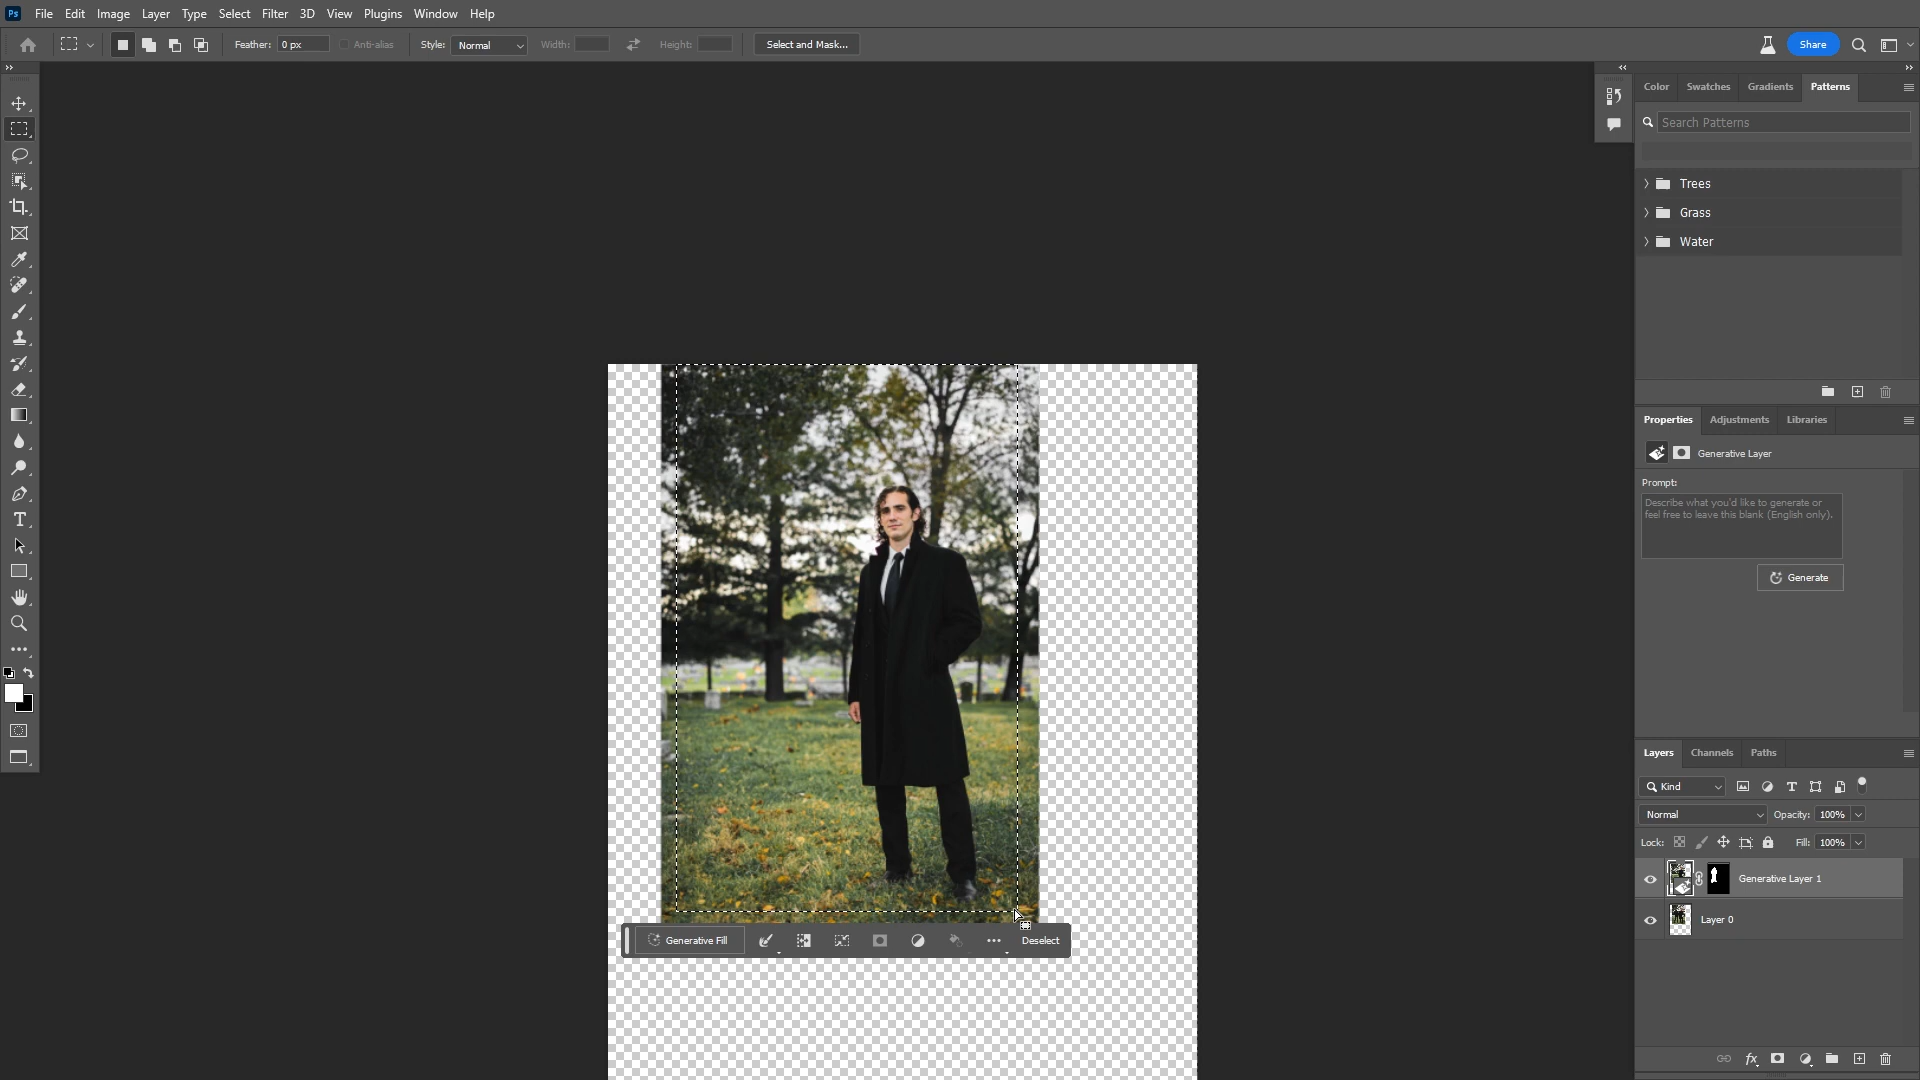 Ps File Edit Image Layer Type Select Filter 3D View Plugins Window Help
Feather: 0 px Anti-alias Style: Normal Width: Height: Select and Mask... Share
Color Swatches Gradients Patterns
Search Patterns
Trees
Grass
Water
Properties Adjustments Libraries
Generative Layer
Prompt:
Describe what you'd like to generate or
feel free to leave this blank (English only).
Generate
Generative Fill Deselect
Layers Channels Paths
Kind
Normal Opacity: 100%
Lock: Fill: 100%
Generative Layer 1
Layer 0
fx